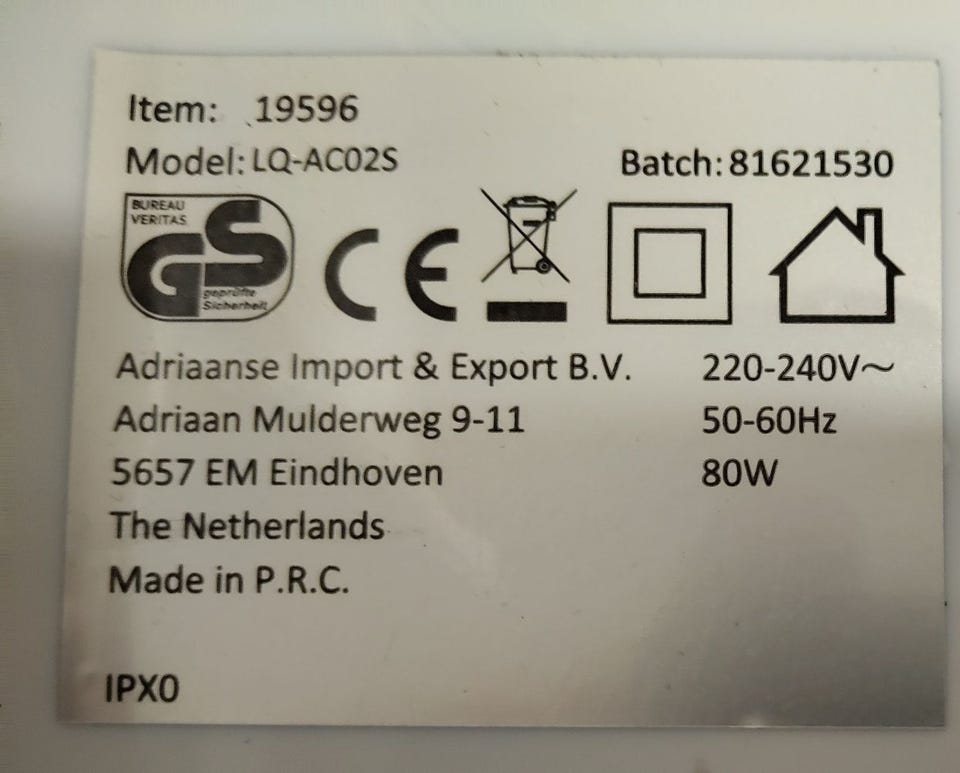 Item: 19596
Model: LQ-AC02S
Batch: 81621530
BUREAU
VERITAS
GS
geprüfte
Sicherheit
CE
Adriaanse Import & Export B.V.
220-240V~
Adriaan Mulderweg 9-11
50-60Hz
5657 EM Eindhoven
80W
The Netherlands
Made in P.R.C.
IPX0